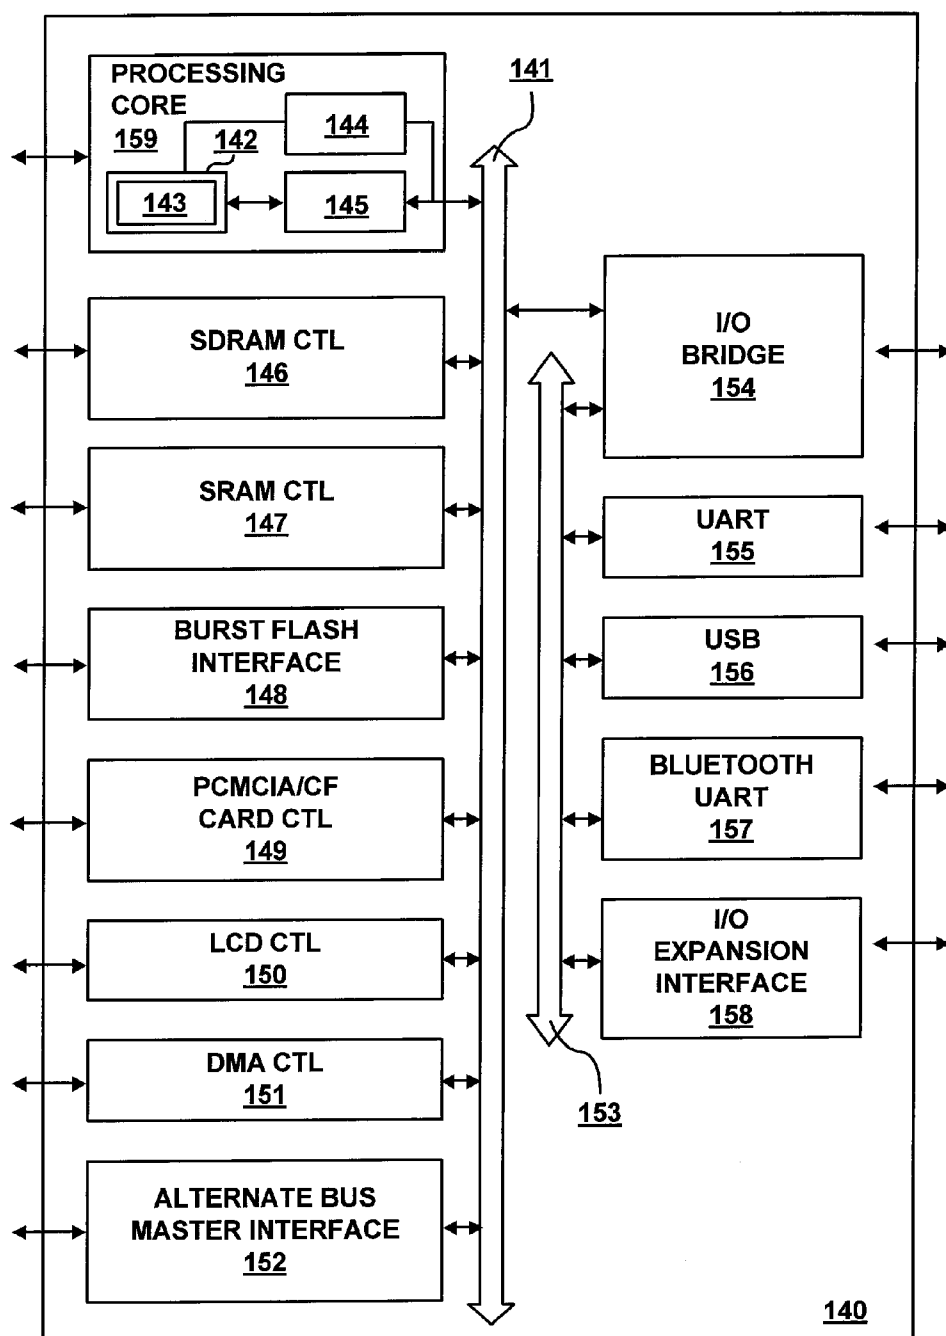 PROCESSING
CORE
159
142
144
143
145
141
SDRAM CTL
146
SRAM CTL
147
BURST FLASH
INTERFACE
148
PCMCIA/CF
CARD CTL
149
LCD CTL
150
DMA CTL
151
ALTERNATE BUS
MASTER INTERFACE
152
I/O
BRIDGE
154
UART
155
USB
156
BLUETOOTH
UART
157
I/O
EXPANSION
INTERFACE
158
153
140